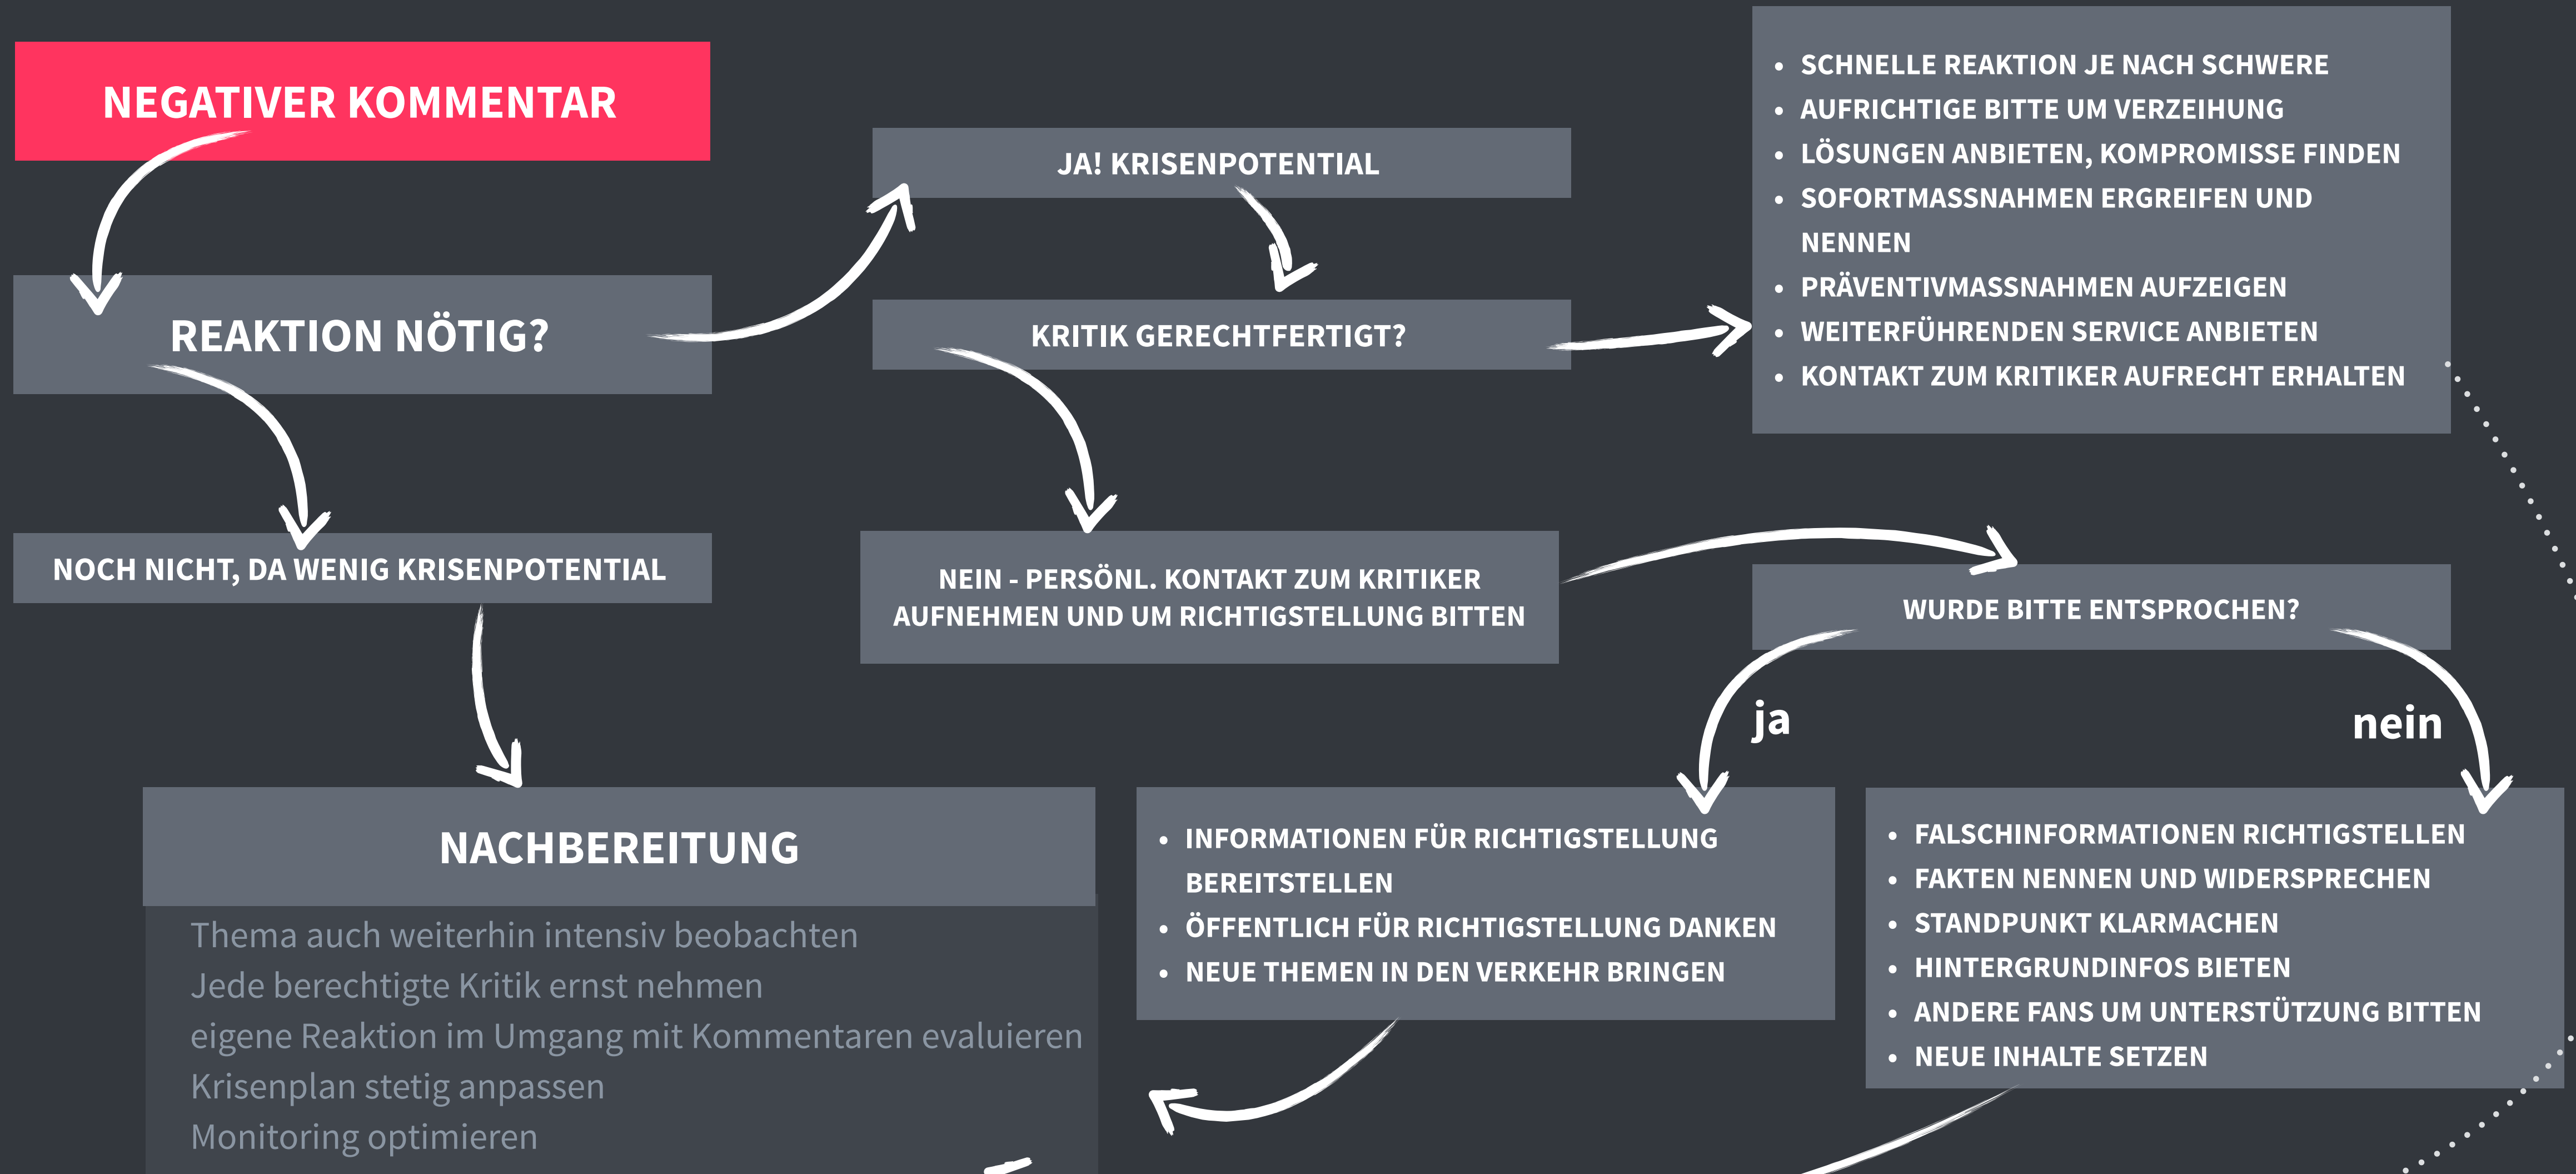 NEGATIVER KOMMENTAR
REAKTION NÖTIG?
NOCH NICHT, DA WENIG KRISENPOTENTIAL
JA! KRISENPOTENTIAL
KRITIK GERECHTFERTIGT?
• SCHNELLE REAKTION JE NACH SCHWERE
• AUFRICHTIGE BITTE UM VERZEIHUNG
• LÖSUNGEN ANBIETEN, KOMPROMISSE FINDEN
• SOFORTMASSNAHMEN ERGREIFEN UND
NENNEN
• PRÄVENTIVMASSNAHMEN AUFZEIGEN
• WEITERFÜHRENDEN SERVICE ANBIETEN
• KONTAKT ZUM KRITIKER AUFRECHT ERHALTEN
NEIN - PERSÖNL. KONTAKT ZUM KRITIKER
AUFNEHMEN UND UM RICHTIGSTELLUNG BITTEN
WURDE BITTE ENTSPROCHEN?
ja
nein
NACHBEREITUNG
Thema auch weiterhin intensiv beobachten
Jede berechtigte Kritik ernst nehmen
eigene Reaktion im Umgang mit Kommentaren evaluieren
Krisenplan stetig anpassen
Monitoring optimieren
• INFORMATIONEN FÜR RICHTIGSTELLUNG
BEREITSTELLEN
• ÖFFENTLICH FÜR RICHTIGSTELLUNG DANKEN
• NEUE THEMEN IN DEN VERKEHR BRINGEN
• FALSCHINFORMATIONEN RICHTIGSTELLEN
• FAKTEN NENNEN UND WIDERSPRECHEN
• STANDPUNKT KLARMACHEN
• HINTERGRUNDINFOS BIETEN
• ANDERE FANS UM UNTERSTÜTZUNG BITTEN
• NEUE INHALTE SETZEN